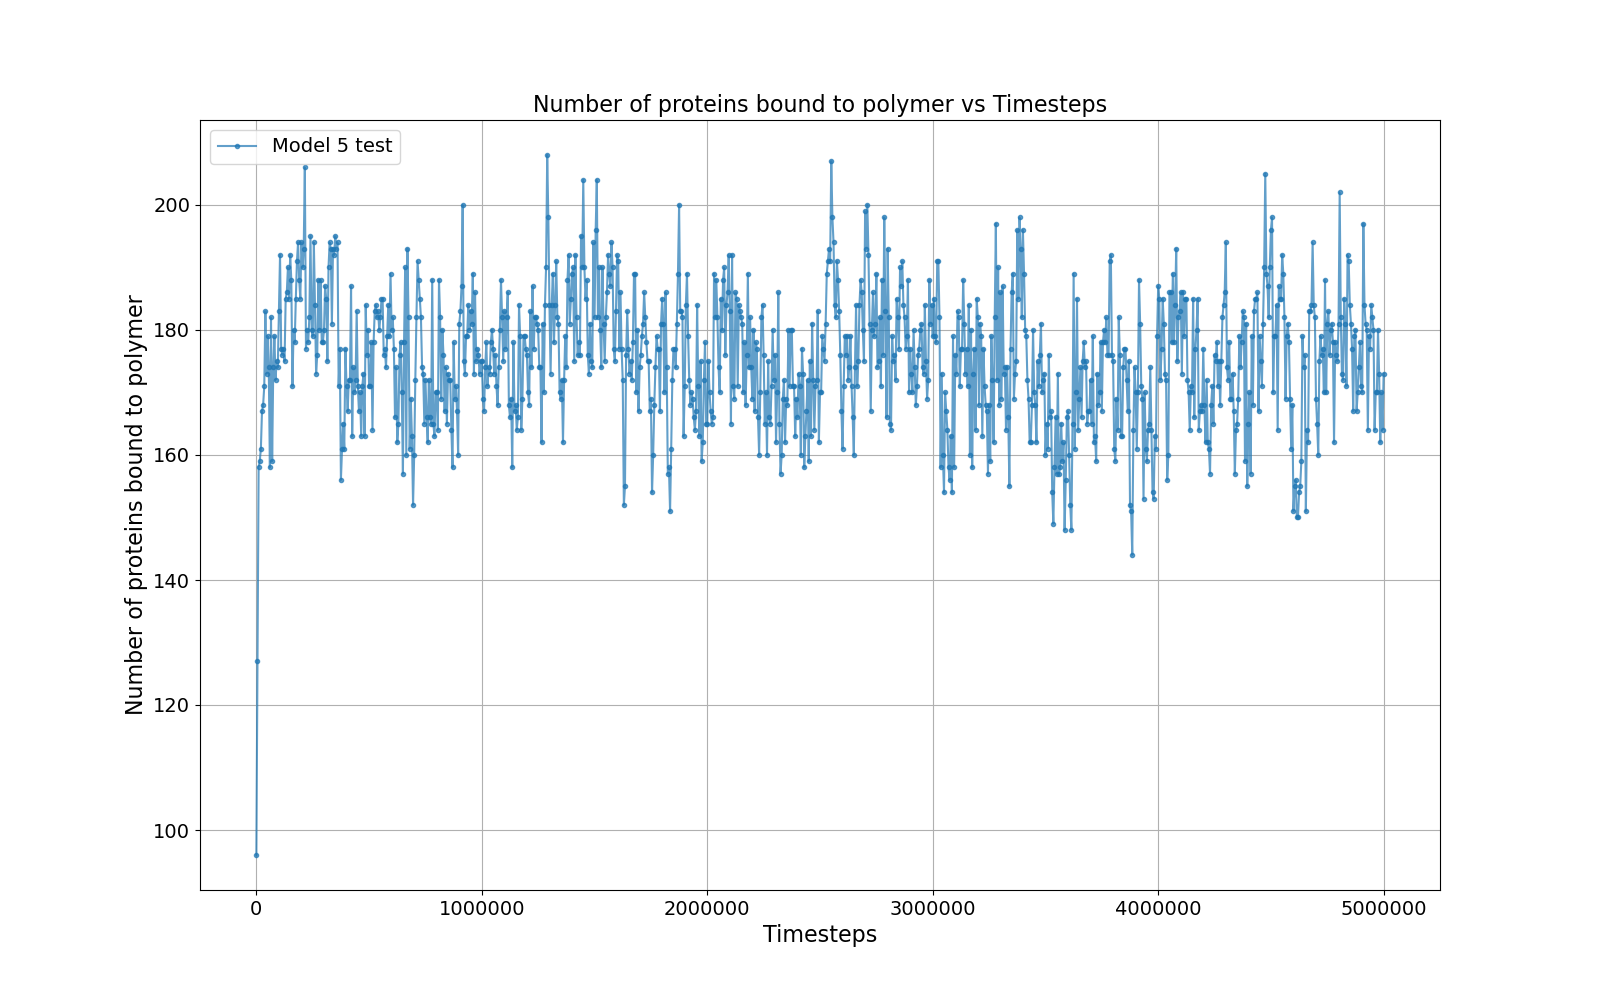 Number of proteins bound to polymer vs Timesteps
Model 5 test
Number of proteins bound to polymer
200
180
160
140
120
100
0 1000000 2000000 3000000 4000000 5000000
Timesteps